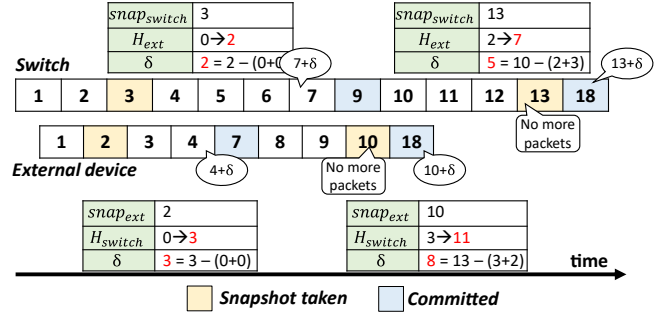 snap_switch 3
H_ext 0→2
δ 2 = 2 − (0+0
snap_switch 13
H_ext 2→7
δ 5 = 10 − (2+3)
Switch
7+δ
13+δ
1 2 3 4 5 6 7 9 10 11 12 13 18
No more
packets
1 2 3 4 7 8 9 10 18
External device
4+δ
No more
packets
10+δ
snap_ext 2
H_switch 0→3
δ 3 = 3 − (0+0)
snap_ext 10
H_switch 3→11
δ 8 = 13 − (3+2)
time
Snapshot taken
Committed